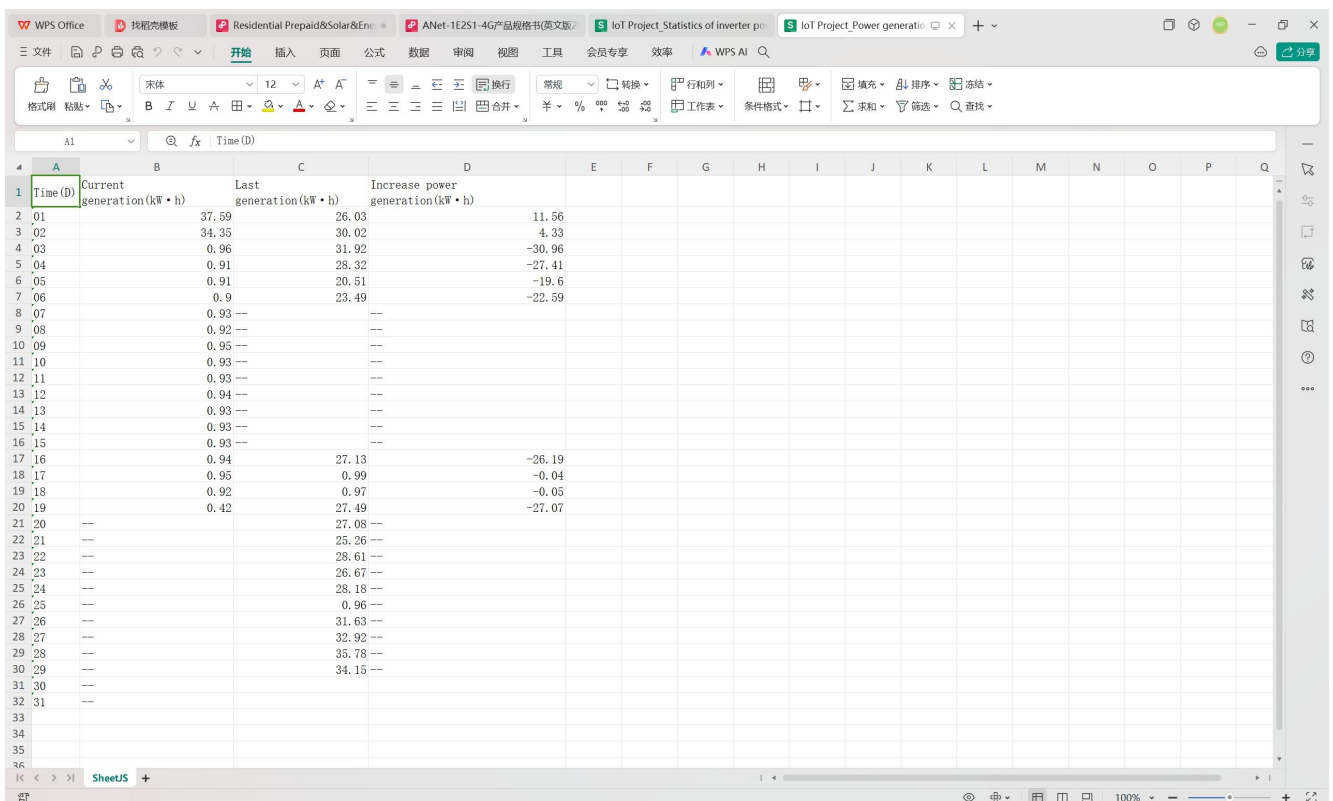 WPS Office 找稻壳模板 Residential Prepaid&Solar&Ene ANet-1E2S1-4G产品规格书(英文版2 IoT Project_Statistics of inverter po IoT Project_Power generatio
文件 开始 插入 页面 公式 数据 审阅 视图 工具 会员专享 效率 WPS AI 分享
宋体 12 A+ A- 换行 常规 转换 行和列 填充 排序 冻结
格式刷 粘贴 B I U A A 合并 ¥ % 工作表 条件格式 求和 筛选 查找
A1 fx Time(D)
A B C D E F G H I J K L M N O P Q
1 Time(D) Current generation(kW•h) Last generation(kW•h) Increase power generation(kW•h)
2 01 37.59 26.03 11.56
3 02 34.35 30.02 4.33
4 03 0.96 31.92 -30.96
5 04 0.91 28.32 -27.41
6 05 0.91 20.51 -19.6
7 06 0.9 23.49 -22.59
8 07 0.93 -- --
9 08 0.92 -- --
10 09 0.95 -- --
11 10 0.93 -- --
12 11 0.93 -- --
13 12 0.94 -- --
14 13 0.93 -- --
15 14 0.93 -- --
16 15 0.93 -- --
17 16 0.94 27.13 -26.19
18 17 0.95 0.99 -0.04
19 18 0.92 0.97 -0.05
20 19 0.42 27.49 -27.07
21 20 -- 27.08 --
22 21 -- 25.26 --
23 22 -- 28.61 --
24 23 -- 26.67 --
25 24 -- 28.18 --
26 25 -- 0.96 --
27 26 -- 31.63 --
28 27 -- 32.92 --
29 28 -- 35.78 --
30 29 -- 34.15 --
31 30 --
32 31 --
33
34
35
36
SheetJS +
100% - +